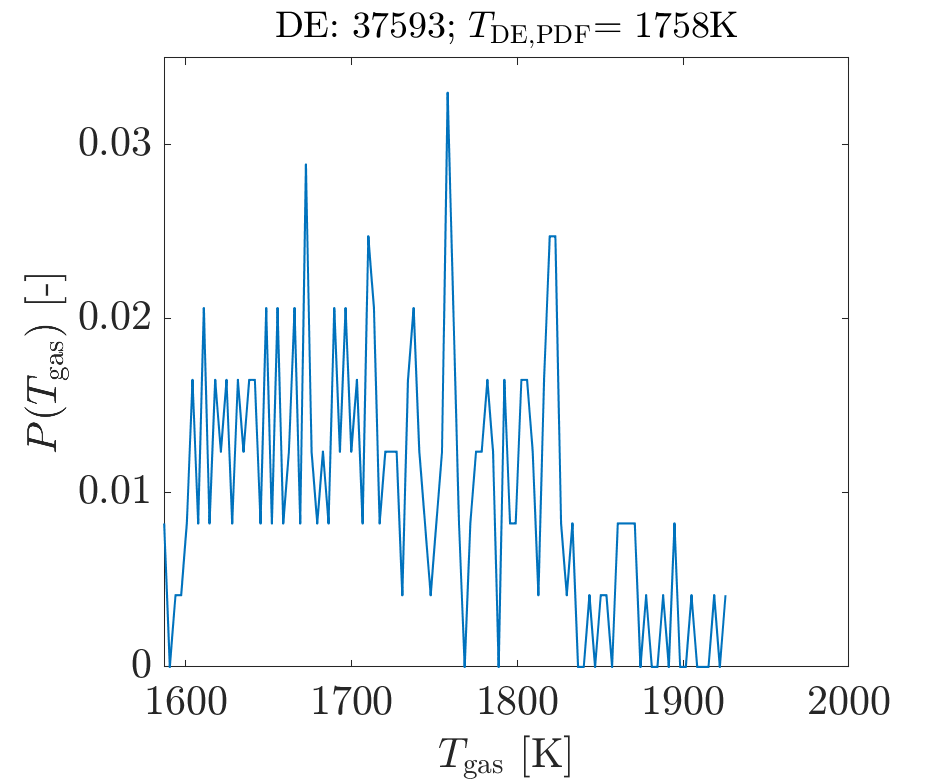 DE: 37593; T_DE,PDF= 1758K
P(T_gas) [-]
0.03
0.02
0.01
0
1600 1700 1800 1900 2000
T_gas [K]